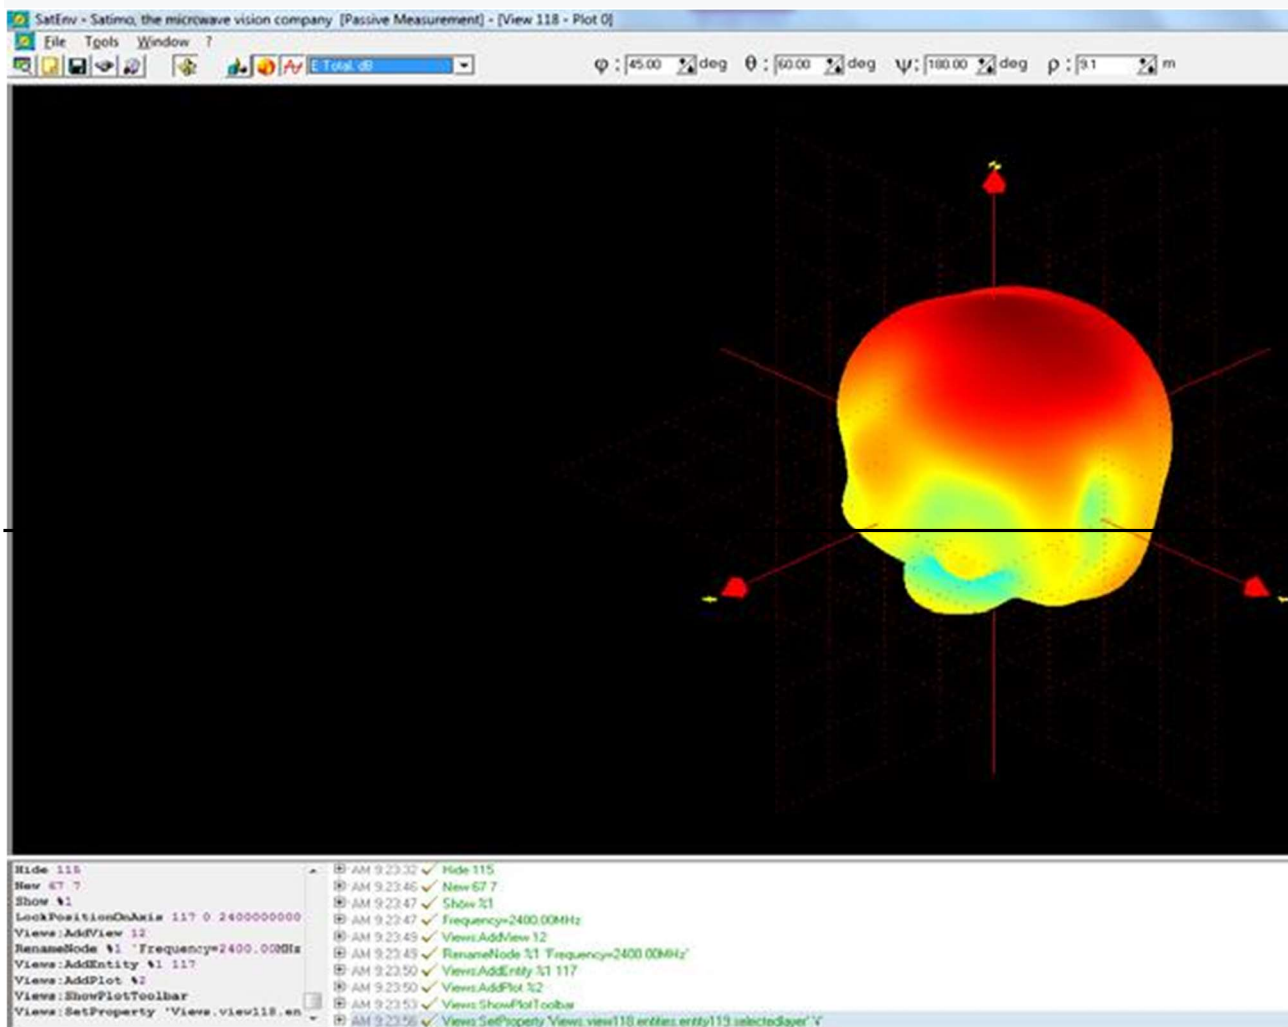 SatEnv - Satimo, the microwave vision company [Passive Measurement] - [View 118 - Plot 0]
File Tools Window ?
E Total. dB φ : 45.00 deg θ : 60.00 deg ψ : 180.00 deg ρ : 9.1 m
Hide 115
New 67 7
Show %1
LockPositionOnAxis 117 0 2400000000
Views:AddView 12
RenameNode %1 'Frequency=2400.00MHz
Views:AddEntity %1 117
Views:AddPlot %2
Views:ShowPlotToolbar
Views:SetProperty 'Views.view118.en
AM 9:23:32 Hide 115
AM 9:23:46 New 67 7
AM 9:23:47 Show %1
AM 9:23:47 Frequency=2400.00MHz
AM 9:23:49 Views:AddView 12
AM 9:23:49 RenameNode %1 'Frequency=2400.00MHz'
AM 9:23:50 Views:AddEntity %1 117
AM 9:23:50 Views:AddPlot %2
AM 9:23:53 Views:ShowPlotToolbar
AM 9:23:56 Views:SetProperty 'Views.view118.entities.entity119.selectedlayer'